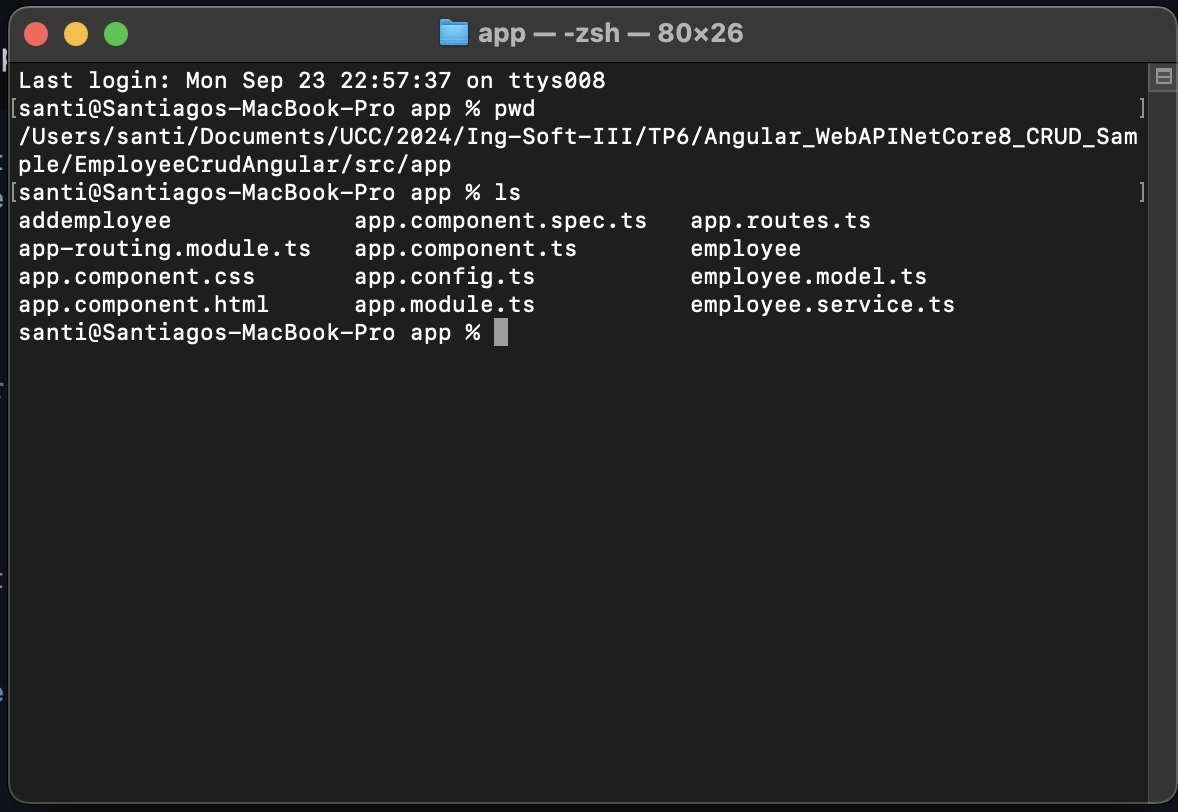 app — -zsh — 80×26
Last login: Mon Sep 23 22:57:37 on ttys008
[santi@Santiagos-MacBook-Pro app % pwd ]
/Users/santi/Documents/UCC/2024/Ing-Soft-III/TP6/Angular_WebAPINetCore8_CRUD_Sam
ple/EmployeeCrudAngular/src/app
[santi@Santiagos-MacBook-Pro app % ls ]
addemployee app.component.spec.ts app.routes.ts
app-routing.module.ts app.component.ts employee
app.component.css app.config.ts employee.model.ts
app.component.html app.module.ts employee.service.ts
santi@Santiagos-MacBook-Pro app %